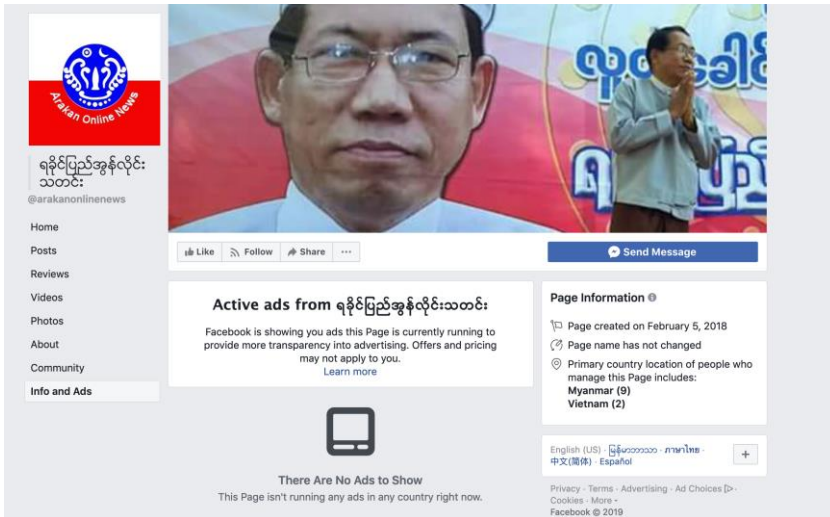 Arakan Online News
ရခိုင်ပြည်အွန်လိုင်း
သတင်း
@arakanonlinenews
Home
Posts
Reviews
Videos
Photos
About
Community
Info and Ads
Like Follow Share ...
Send Message
Active ads from ရခိုင်ပြည်အွန်လိုင်းသတင်း
Facebook is showing you ads this Page is currently running to
provide more transparency into advertising. Offers and pricing
may not apply to you.
Learn more
There Are No Ads to Show
This Page isn't running any ads in any country right now.
Page Information
Page created on February 5, 2018
Page name has not changed
Primary country location of people who
manage this Page includes:
Myanmar (9)
Vietnam (2)
English (US) · မြန်မာဘာသာ · ภาษาไทย ·
中文(简体) · Español
+
Privacy · Terms · Advertising · Ad Choices ·
Cookies · More
Facebook © 2019